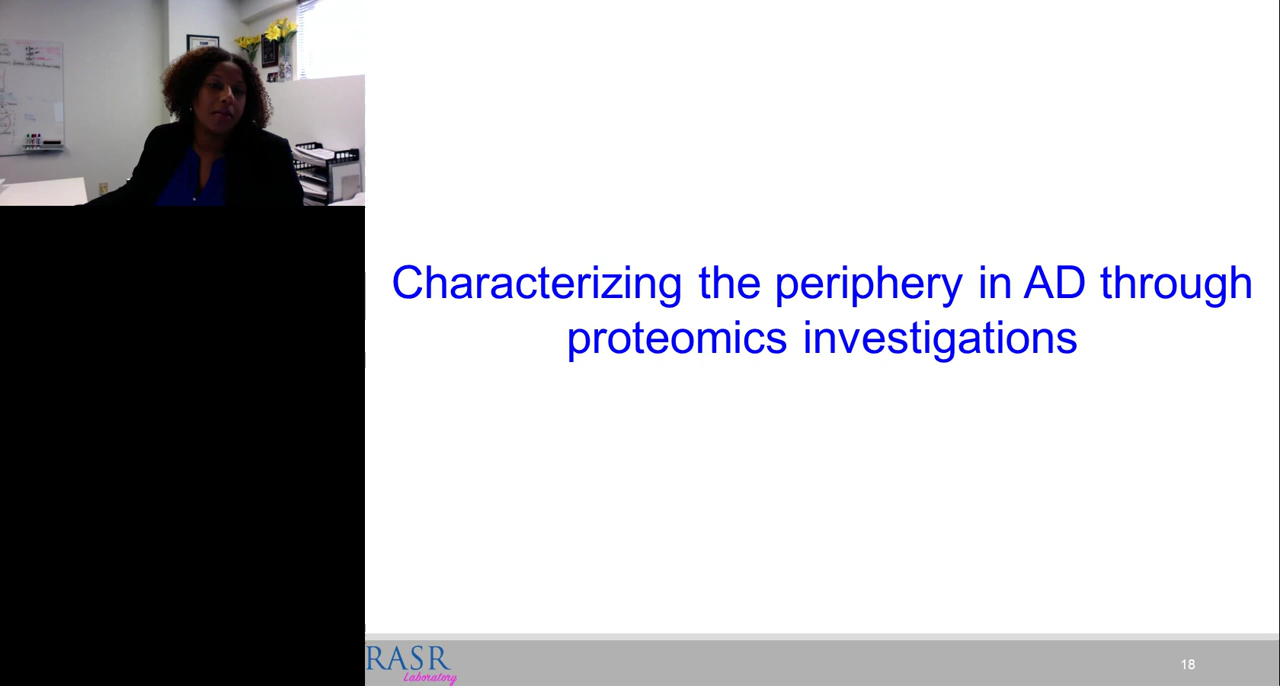 Characterizing the periphery in AD through
proteomics investigations
RASR
Laboratory
18